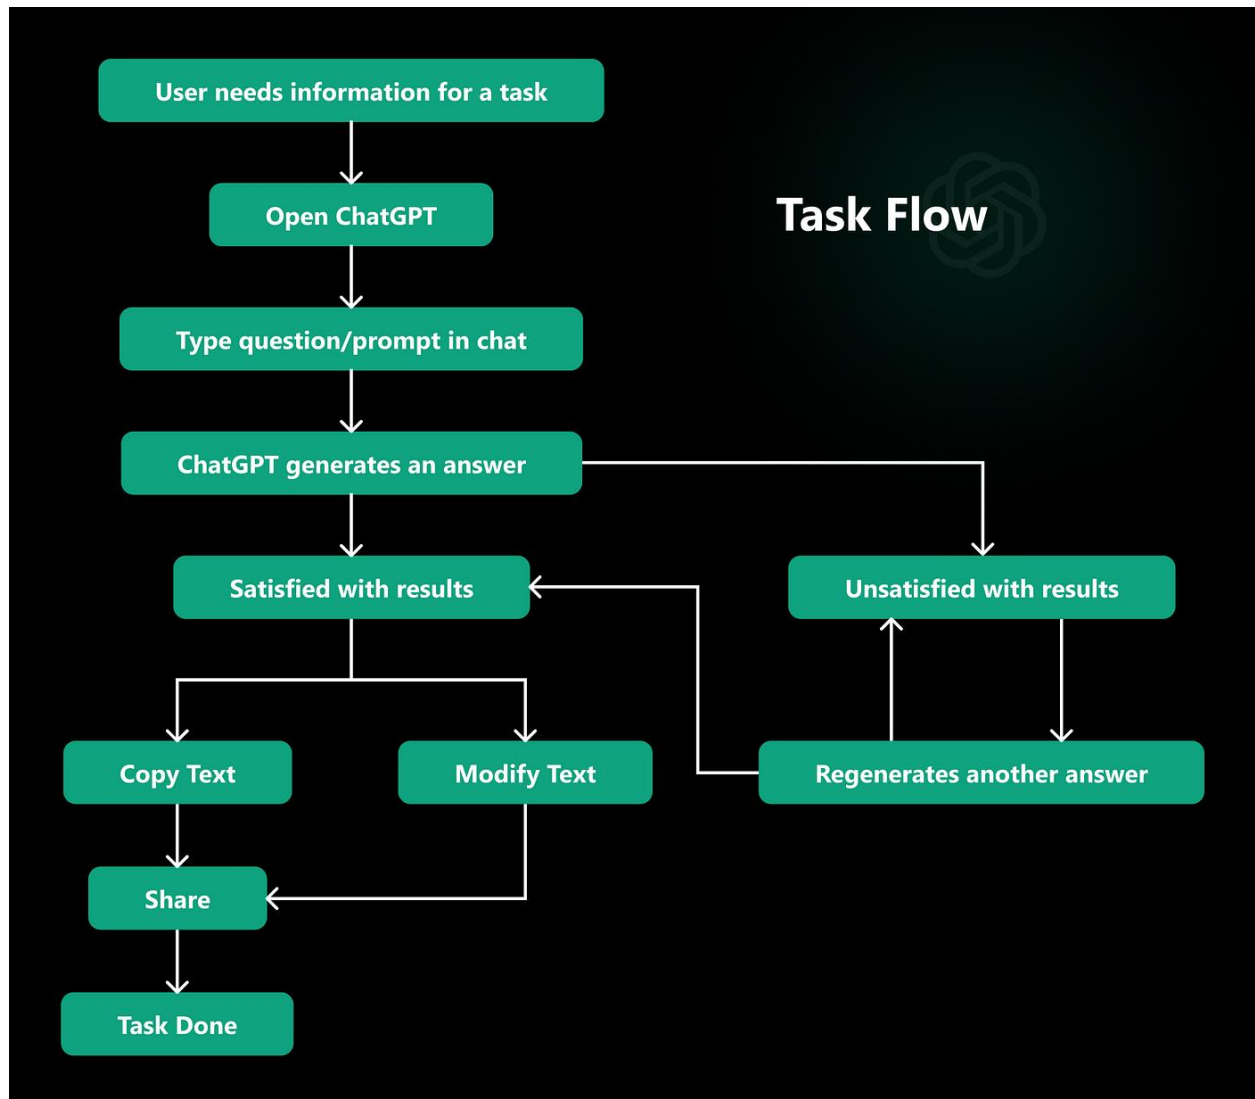 User needs information for a task
Open ChatGPT
Task Flow
Type question/prompt in chat
ChatGPT generates an answer
Satisfied with results
Unsatisfied with results
Copy Text
Modify Text
Regenerates another answer
Share
Task Done